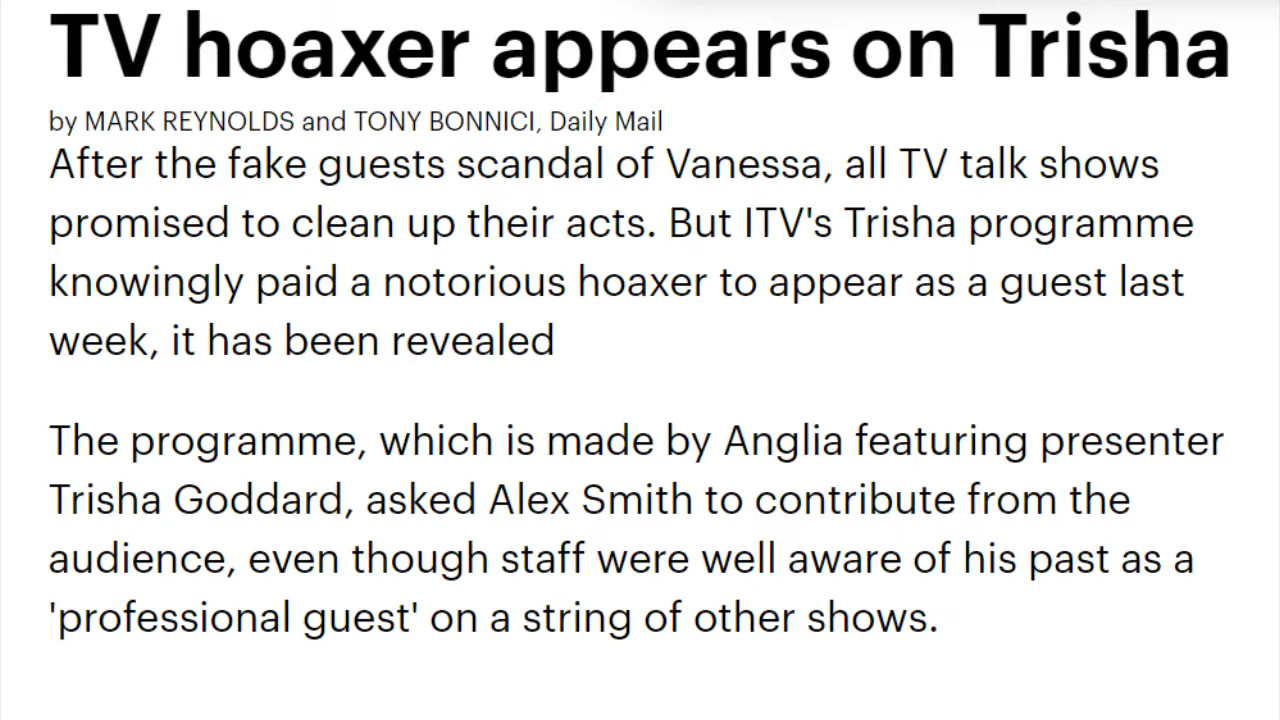 TV hoaxer appears on Trisha
by MARK REYNOLDS and TONY BONNICI, Daily Mail
After the fake guests scandal of Vanessa, all TV talk shows
promised to clean up their acts. But ITV's Trisha programme
knowingly paid a notorious hoaxer to appear as a guest last
week, it has been revealed
The programme, which is made by Anglia featuring presenter
Trisha Goddard, asked Alex Smith to contribute from the
audience, even though staff were well aware of his past as a
'professional guest' on a string of other shows.